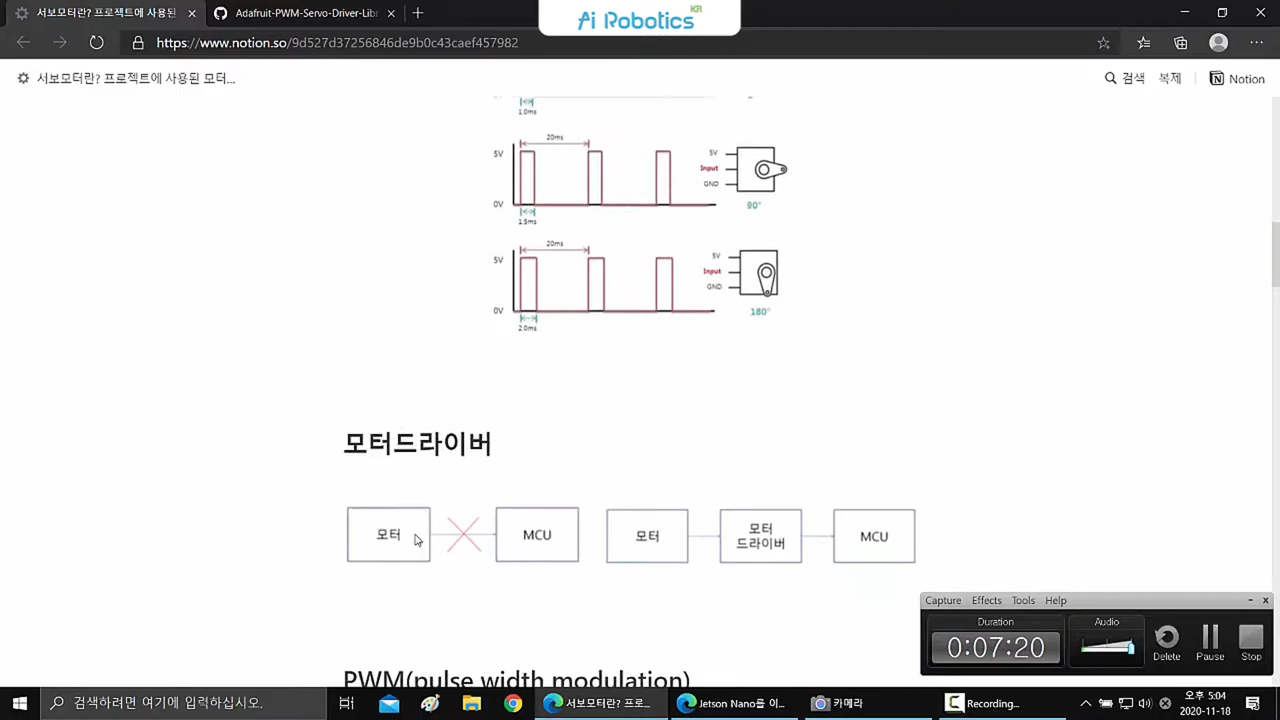 서보모터란? 프로젝트에 사용된
Adafruit-PWM-Servo-Driver-Libr
Ai Robotics KR
https://www.notion.so/9d527d37256846de9b0c43caef457982
서보모터란? 프로젝트에 사용된 모터...
검색
복제
Notion
1.0ms
20ms
5V
0V
1.5ms
5V
Input
GND
90°
20ms
5V
0V
2.0ms
5V
Input
GND
180°
모터드라이버
모터
MCU
모터
모터
드라이버
MCU
PWM(pulse width modulation)
Capture Effects Tools Help
Duration
0:07:20
Audio
Delete
Pause
Stop
검색하려면 여기에 입력하십시오.
서보모터란? 프로...
Jetson Nano를 이...
카메라
Recording...
오후 5:04
2020-11-18